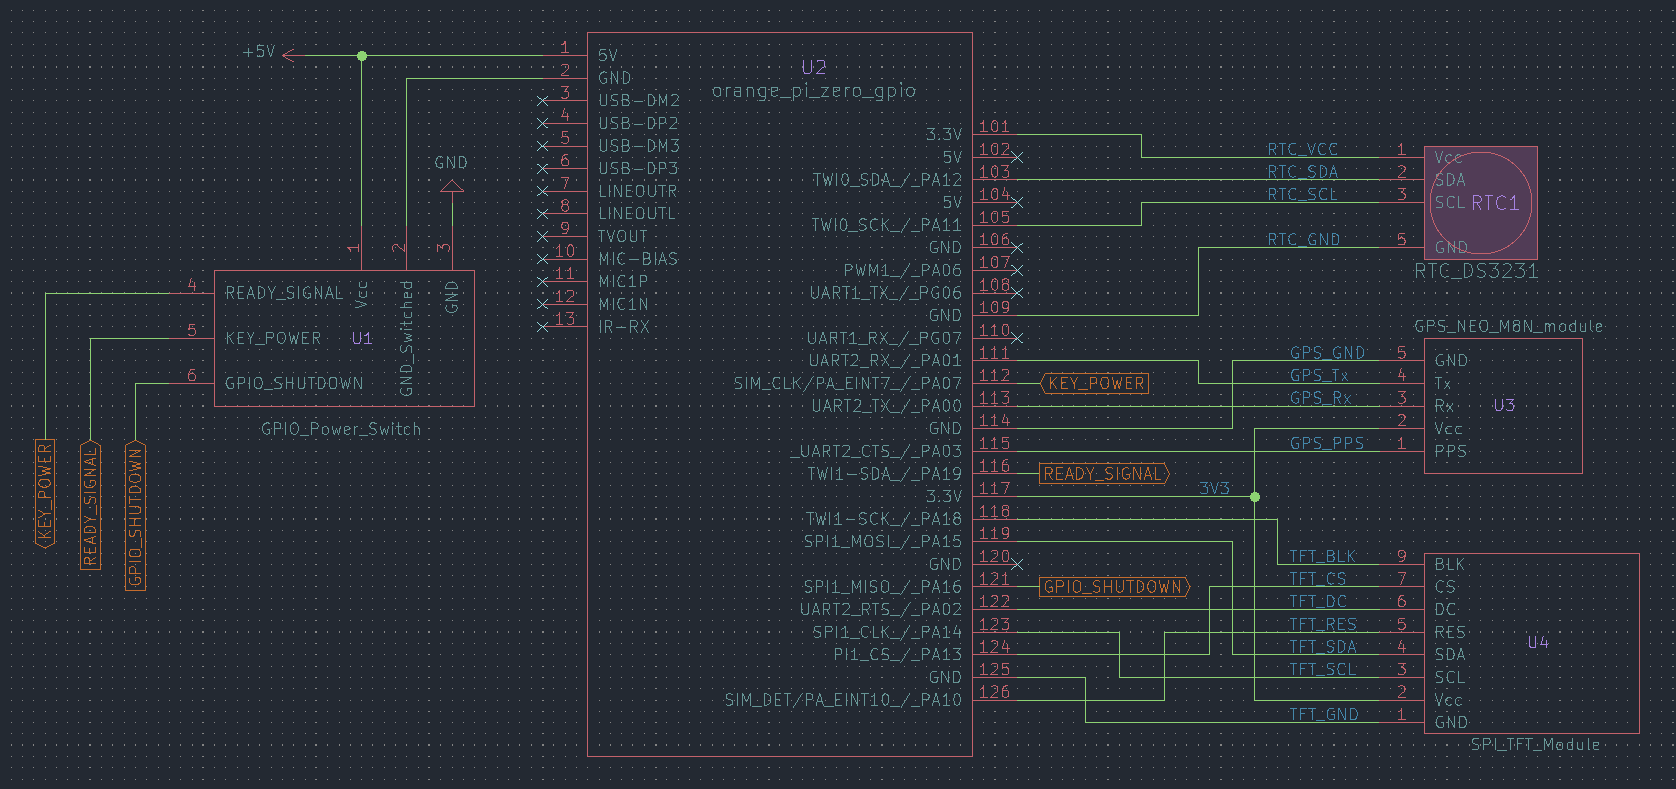 +5V
1
2
3
4
5
6
7
8
9
10
11
12
13
5V
GND
USB-DM2
USB-DP2
USB-DM3
USB-DP3
LINEOUTR
LINEOUTL
TVOUT
MIC-BIAS
MIC1P
MIC1N
IR-RX
U2
orange_pi_zero_gpio
GND
1
2
3
4
5
6
READY_SIGNAL
KEY_POWER
GPIO_SHUTDOWN
Vcc
GND_Switched
GND
U1
GPIO_Power_Switch
KEY_POWER
READY_SIGNAL
GPIO_SHUTDOWN
3.3V 101
5V 102
TWI0_SDA_/_PA12 103
5V 104
TWI0_SCK_/_PA11 105
GND 106
PWM1_/_PA06 107
UART1_TX_/_PG06 108
GND 109
UART1_RX_/_PG07 110
UART2_RX_/_PA01 111
SIM_CLK/PA_EINT7_/_PA07 112
UART2_TX_/_PA00 113
GND 114
_UART2_CTS_/_PA03 115
TWI1-SDA_/_PA19 116
3.3V 117
TWI1-SCK_/_PA18 118
SPI1_MOSI_/_PA15 119
GND 120
SPI1_MISO_/_PA16 121
UART2_RTS_/_PA02 122
SPI1_CLK_/_PA14 123
PI1_CS_/_PA13 124
GND 125
SIM_DET/PA_EINT10_/_PA10 126
KEY_POWER
READY_SIGNAL
3V3
GPIO_SHUTDOWN
RTC_VCC 1 Vcc
RTC_SDA 2 SDA
RTC_SCL 3 SCL
RTC1
RTC_GND 5 GND
RTC_DS3231
GPS_NEO_M8N_module
GPS_GND 5 GND
GPS_Tx 4 Tx
GPS_Rx 3 Rx
U3
2 Vcc
GPS_PPS 1 PPS
TFT_BLK 9 BLK
TFT_CS 7 CS
TFT_DC 6 DC
TFT_RES 5 RES
U4
TFT_SDA 4 SDA
TFT_SCL 3 SCL
2 Vcc
TFT_GND 1 GND
SPI_TFT_Module